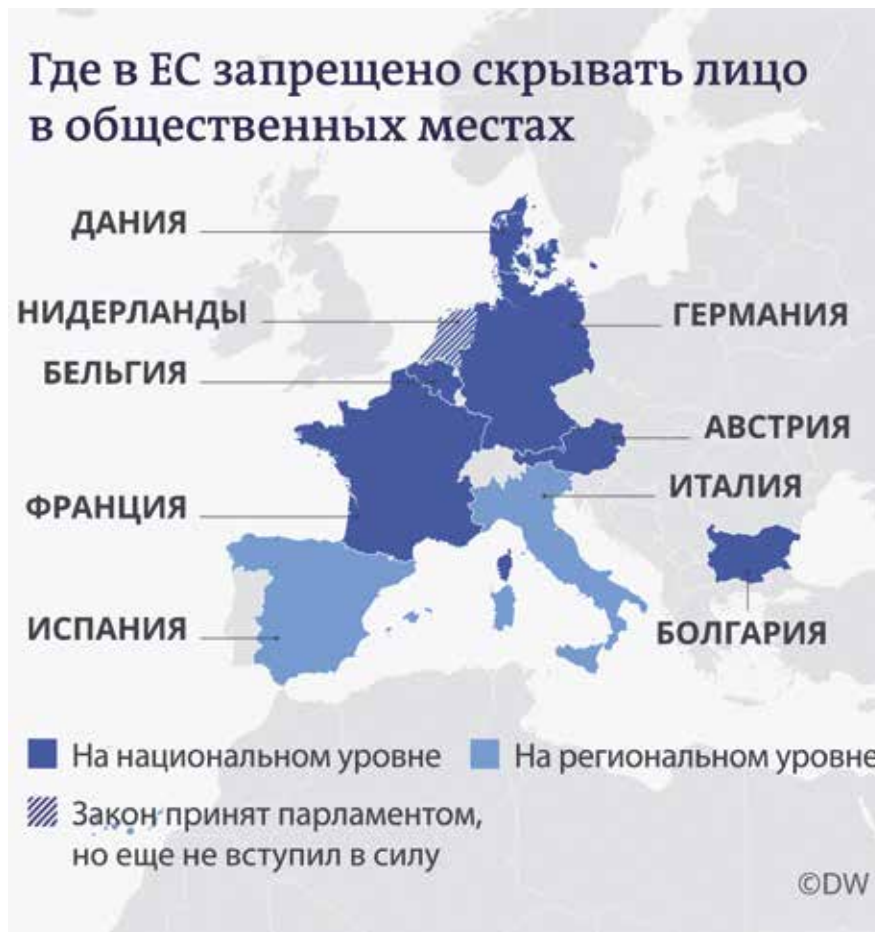 Где в ЕС запрещено скрывать лицо
в общественных местах
ДАНИЯ
НИДЕРЛАНДЫ
ГЕРМАНИЯ
БЕЛЬГИЯ
АВСТРИЯ
ИТАЛИЯ
ФРАНЦИЯ
ИСПАНИЯ
БОЛГАРИЯ
На национальном уровне
На региональном уровне
Закон принят парламентом,
но еще не вступил в силу
©DW